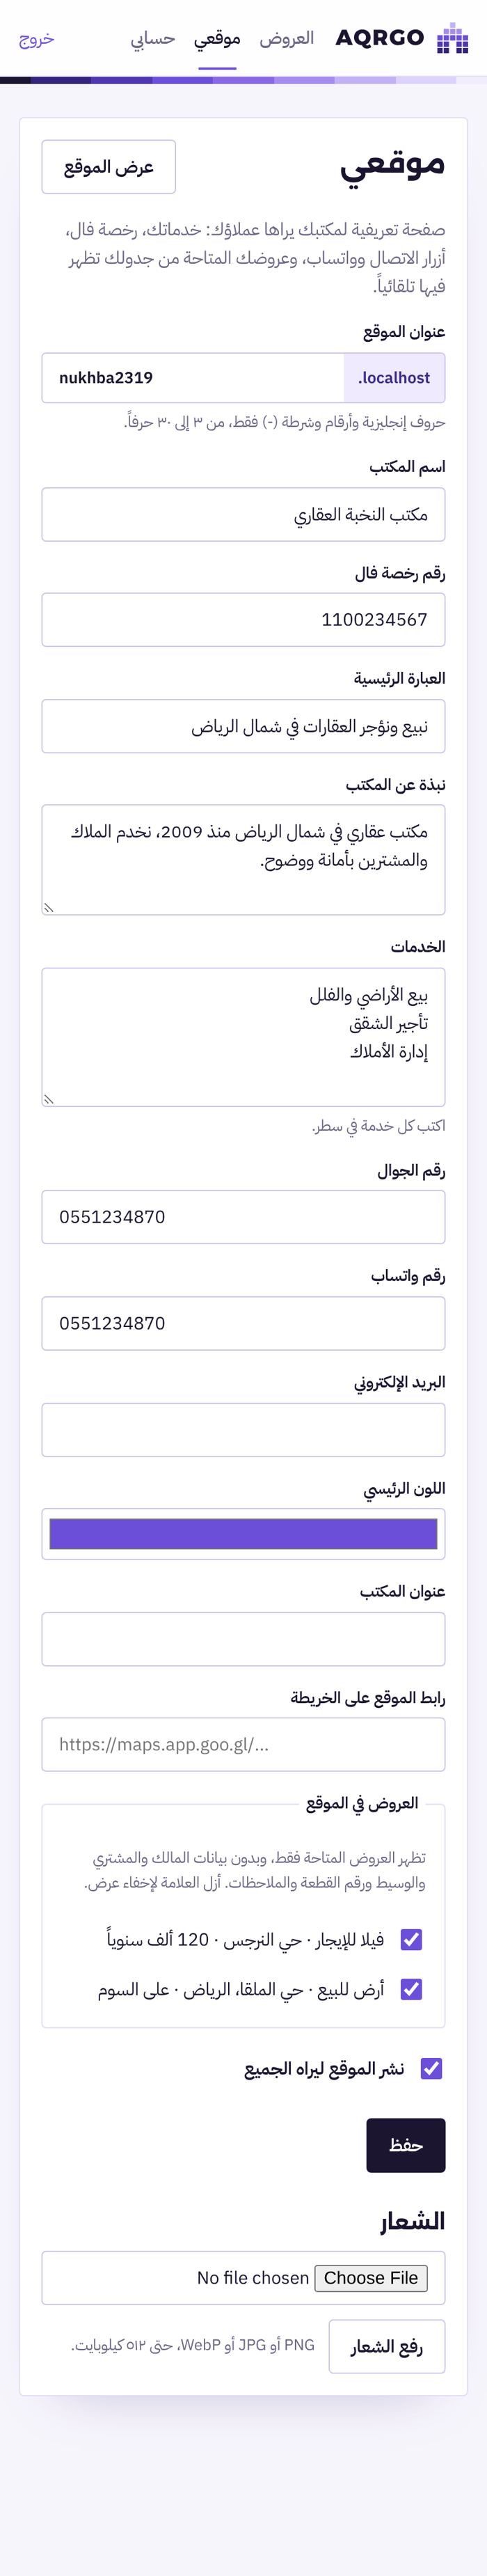 AQRGO
العروض
موقعي
حسابي
خروج
موقعي
عرض الموقع
صفحة تعريفية لمكتبك يراها عملاؤك: خدماتك، رخصة فال،
أزرار الاتصال وواتساب، وعروضك المتاحة من جدولك تظهر
فيها تلقائياً.
عنوان الموقع
nukhba2319
.localhost
حروف إنجليزية وأرقام وشرطة (-) فقط، من ٣ إلى ٣٠ حرفاً.
اسم المكتب
مكتب النخبة العقاري
رقم رخصة فال
1100234567
العبارة الرئيسية
نبيع ونؤجر العقارات في شمال الرياض
نبذة عن المكتب
مكتب عقاري في شمال الرياض منذ 2009، نخدم الملاك
والمشترين بأمانة ووضوح.
الخدمات
بيع الأراضي والفلل
تأجير الشقق
إدارة الأملاك
اكتب كل خدمة في سطر.
رقم الجوال
0551234870
رقم واتساب
0551234870
البريد الإلكتروني
اللون الرئيسي
عنوان المكتب
رابط الموقع على الخريطة
https://maps.app.goo.gl/...
العروض في الموقع
تظهر العروض المتاحة فقط، وبدون بيانات المالك والمشتري
والوسيط ورقم القطعة والملاحظات. أزل العلامة لإخفاء عرض.
فيلا للإيجار · حي النرجس · 120 ألف سنوياً
أرض للبيع · حي الملقا، الرياض · على السوم
نشر الموقع ليراه الجميع
حفظ
الشعار
Choose File No file chosen
رفع الشعار
PNG أو JPG أو WebP، حتى ٥١٢ كيلوبايت.